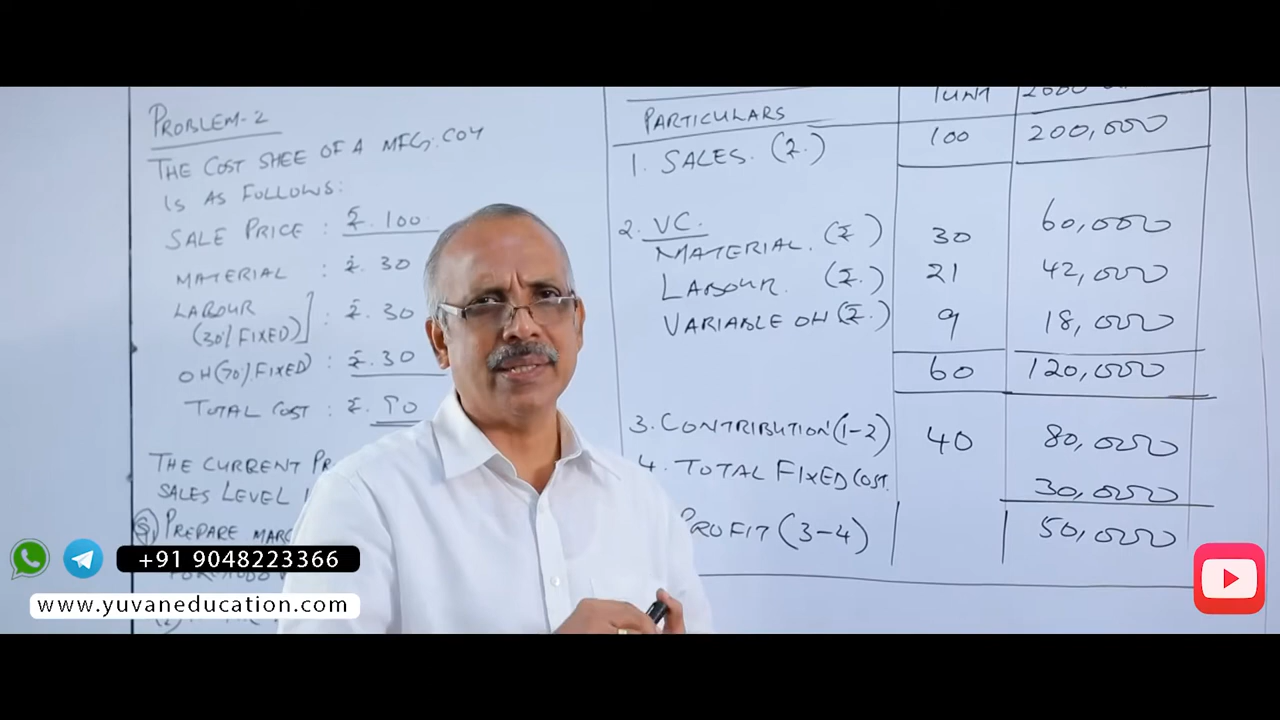 PROBLEM-2
THE COST SHEE OF A MFG. COY
IS AS FOLLOWS:
SALE PRICE : ₹. 100
MATERIAL : ₹. 30
LABOUR
(30% FIXED) : ₹. 30
OH (70% FIXED) : ₹. 30
TOTAL COST : ₹. 90
THE CURRENT
SALES LEVEL
PREPARE
PARTICULARS 1 UNIT 2000
1. SALES. (₹.) 100 200,000
2. VC.
MATERIAL. (₹) 30 60,000
LABOUR. (₹.) 21 42,000
VARIABLE OH (₹.) 9 18,000
60 120,000
3. CONTRIBUTION (1-2) 40 80,000
4. TOTAL FIXED COST. 30,000
PROFIT (3-4) 50,000
+91 9048223366
www.yuvaneducation.com